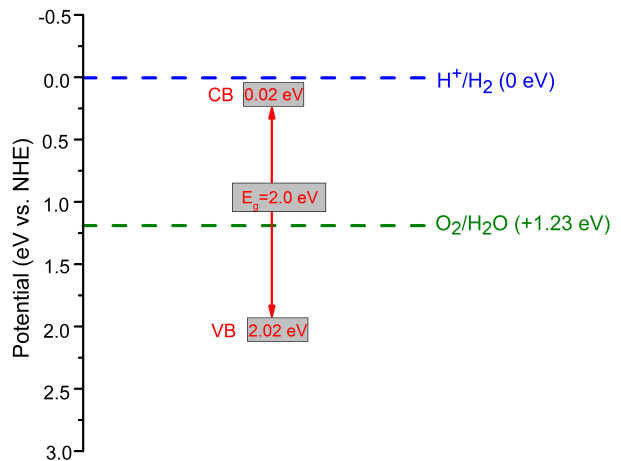 -0.5
0.0
0.5
1.0
1.5
2.0
2.5
3.0
Potential (eV vs. NHE)
H⁺/H₂ (0 eV)
CB 0.02 eV
E_g=2.0 eV
O₂/H₂O (+1.23 eV)
VB 2.02 eV